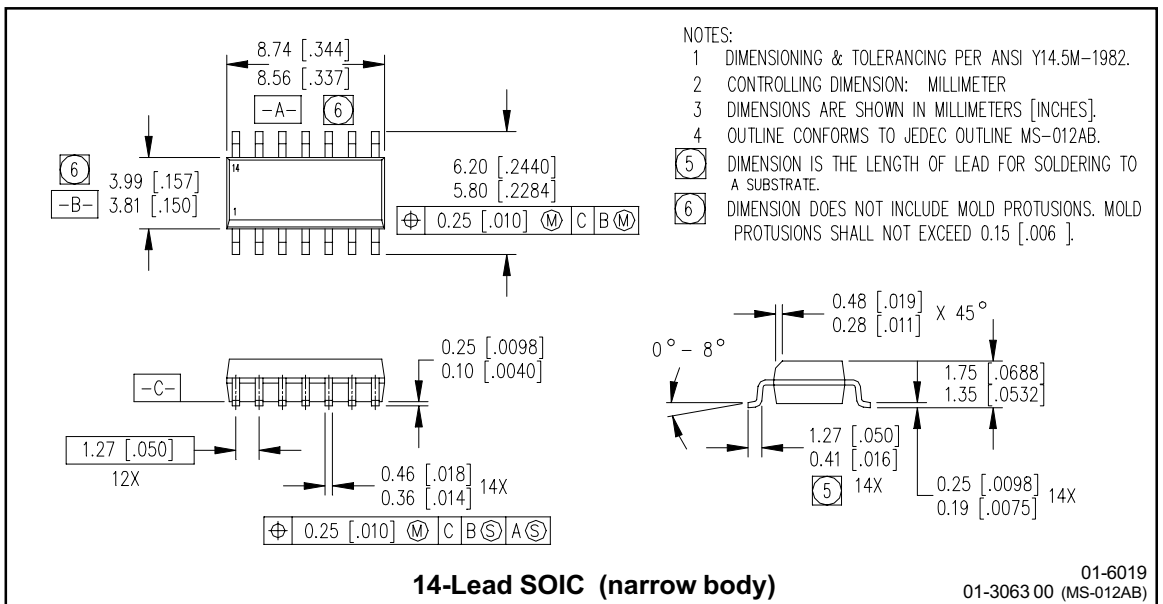 8.74 [.344]
8.56 [.337]
-A- 6
14
1
6
-B-
3.99 [.157]
3.81 [.150]
6.20 [.2440]
5.80 [.2284]
⌖ 0.25 [.010] Ⓜ C B Ⓜ
NOTES:
1 DIMENSIONING & TOLERANCING PER ANSI Y14.5M-1982.
2 CONTROLLING DIMENSION: MILLIMETER
3 DIMENSIONS ARE SHOWN IN MILLIMETERS [INCHES].
4 OUTLINE CONFORMS TO JEDEC OUTLINE MS-012AB.
5 DIMENSION IS THE LENGTH OF LEAD FOR SOLDERING TO
A SUBSTRATE.
6 DIMENSION DOES NOT INCLUDE MOLD PROTUSIONS. MOLD
PROTUSIONS SHALL NOT EXCEED 0.15 [.006 ].
-C-
0.25 [.0098]
0.10 [.0040]
1.27 [.050]
12X
0.46 [.018]
0.36 [.014] 14X
⌖ 0.25 [.010] Ⓜ C B Ⓢ A Ⓢ
0.48 [.019]
0.28 [.011] X 45°
0° - 8°
1.75 [.0688]
1.35 [.0532]
1.27 [.050]
0.41 [.016]
5 14X
0.25 [.0098]
0.19 [.0075] 14X
14-Lead SOIC (narrow body)
01-6019
01-3063 00 (MS-012AB)